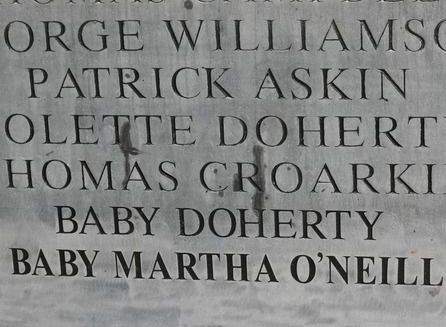 ORGE WILLIAMSO
PATRICK ASKIN
OLETTE DOHERT
HOMAS CROARKI
BABY DOHERTY
BABY MARTHA O'NEILL